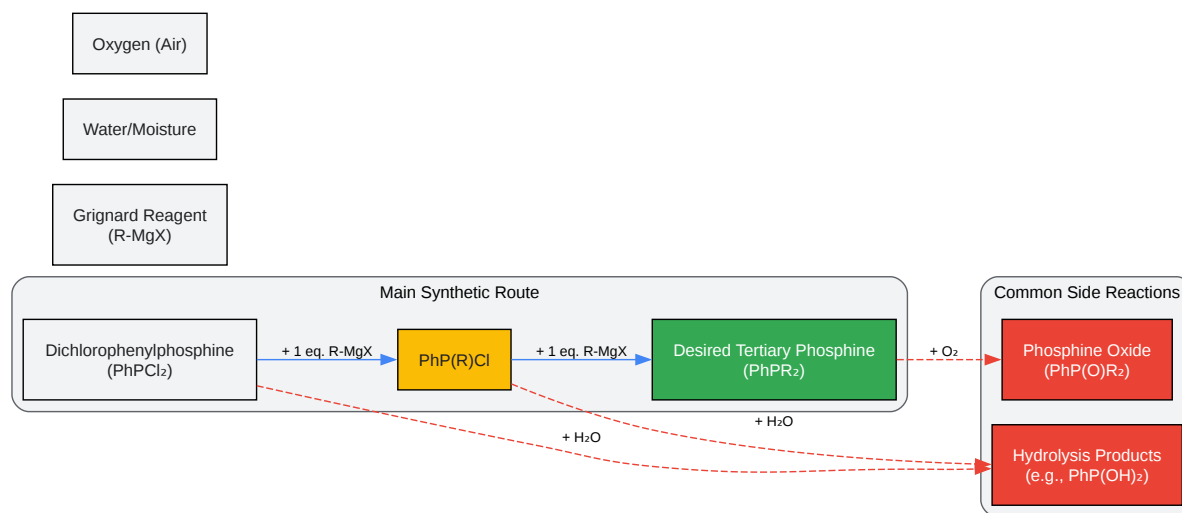 Oxygen (Air)
Water/Moisture
Grignard Reagent
(R-MgX)
Main Synthetic Route
Common Side Reactions
Dichlorophenylphosphine
(PhPCl₂)
+ 1 eq. R-MgX
PhP(R)Cl
+ 1 eq. R-MgX
Desired Tertiary Phosphine
(PhPR₂)
+ O₂
Phosphine Oxide
(PhP(O)R₂)
+ H₂O
+ H₂O
Hydrolysis Products
(e.g., PhP(OH)₂)